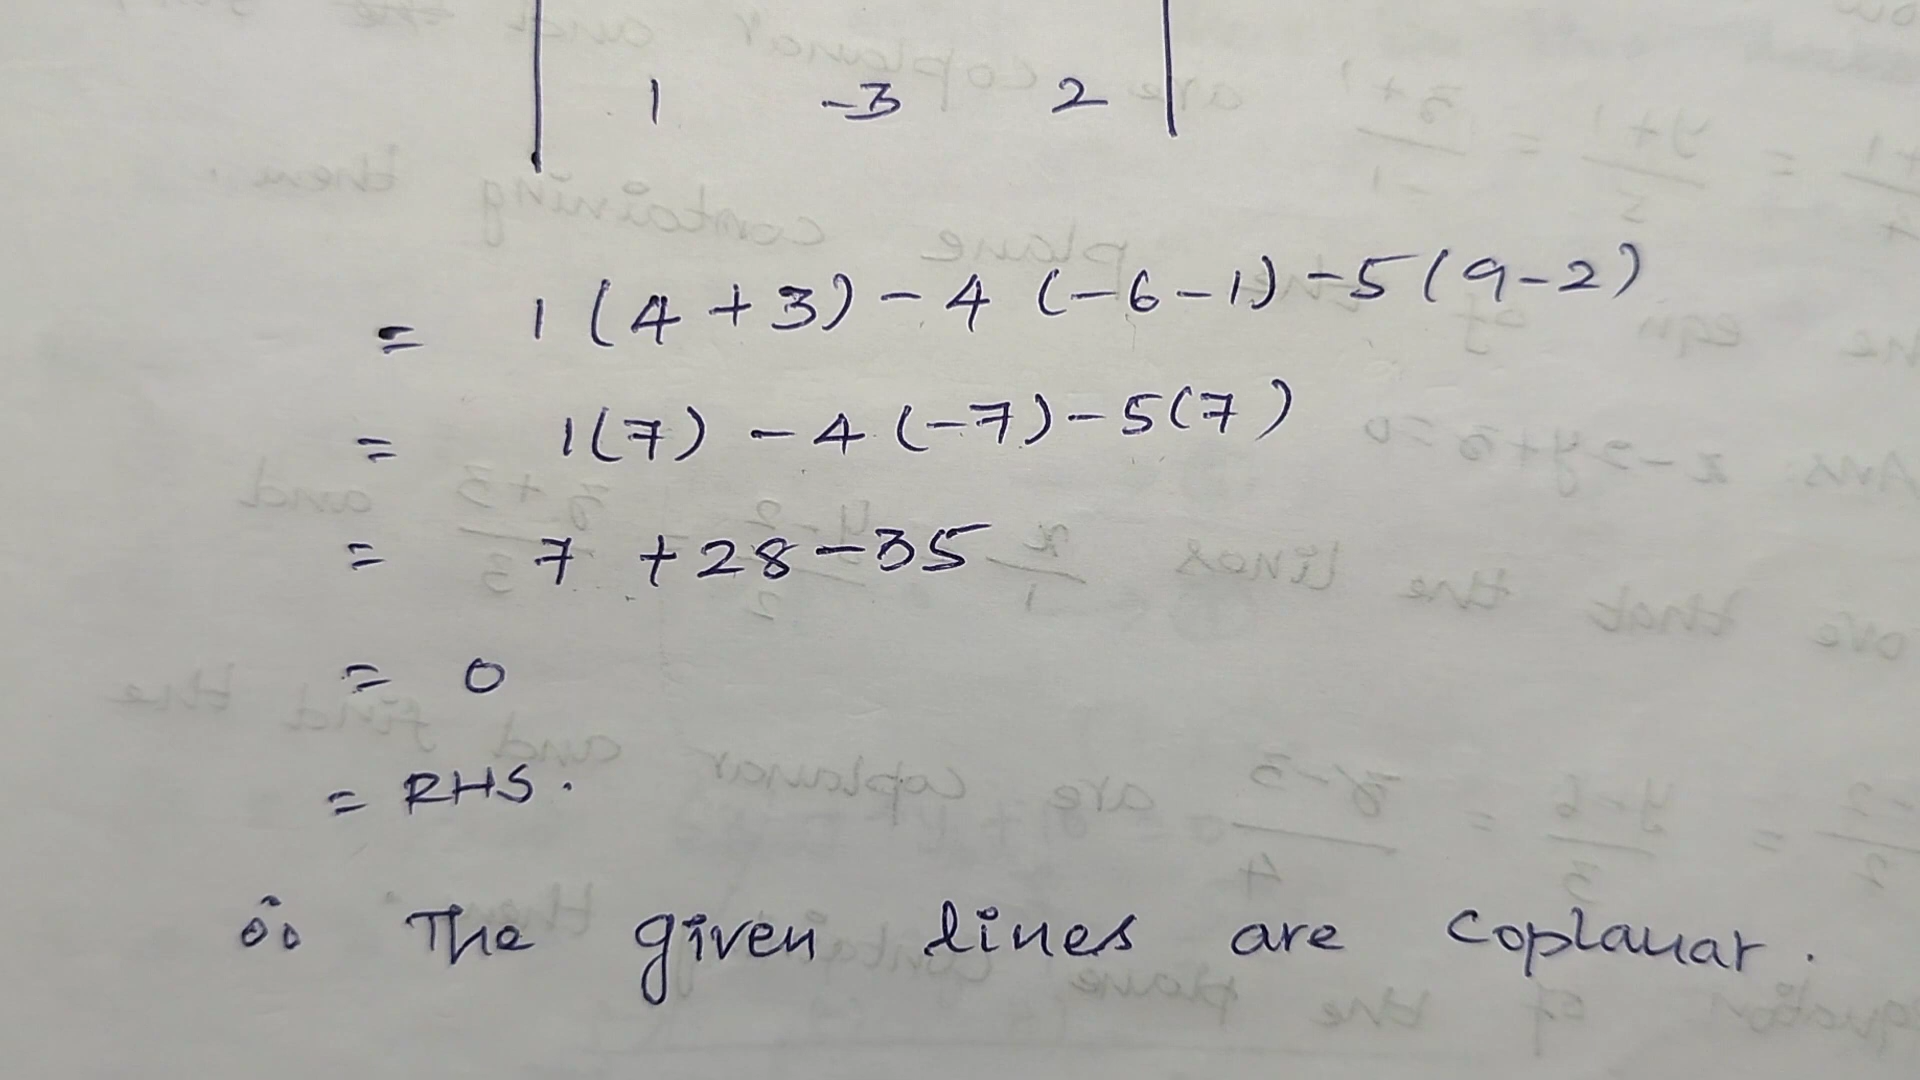 1 -3 2
= 1 (4 + 3) - 4 (-6 - 1) - 5 (9 - 2)
= 1(7) - 4 (-7) - 5(7)
= 7 + 28 - 35
= 0
= RHS.
∴ The given lines are coplanar.